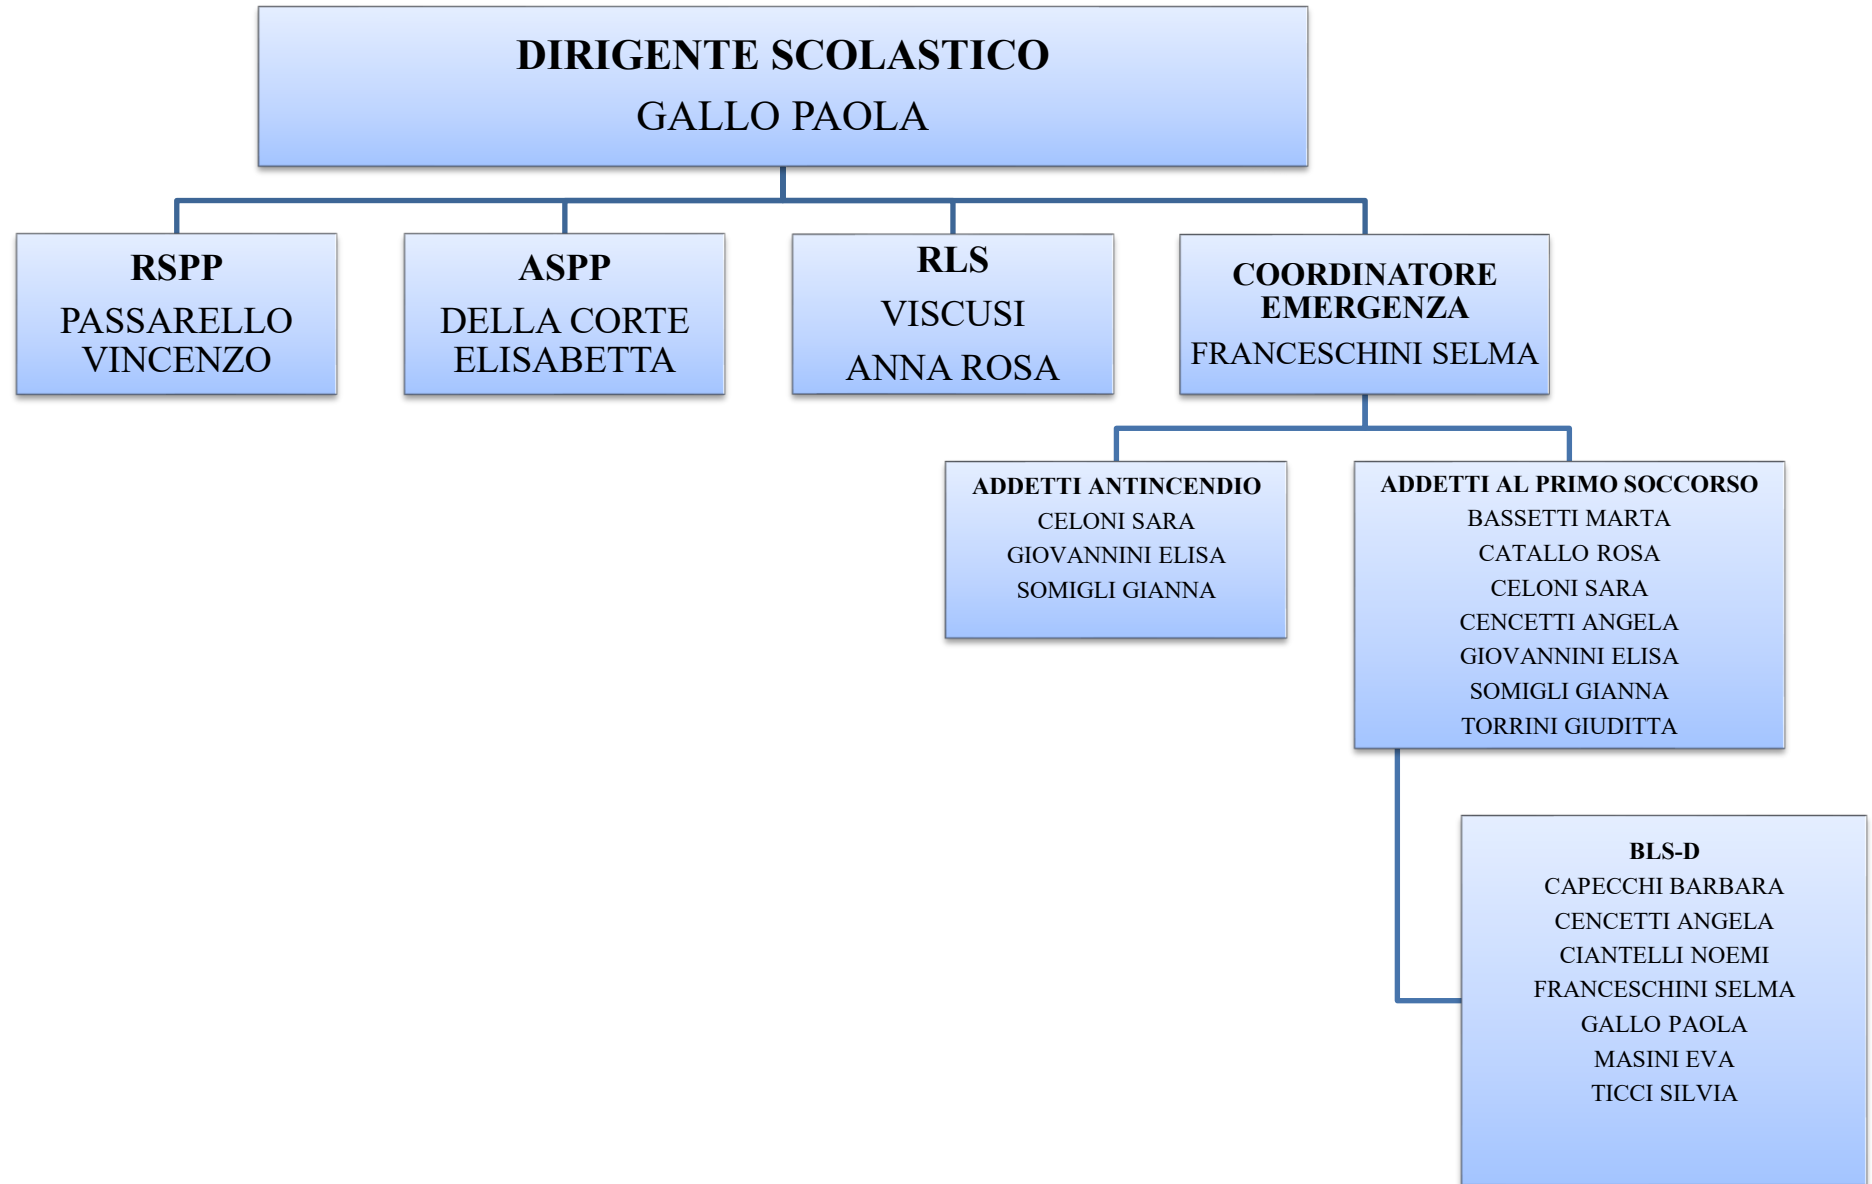 DIRIGENTE SCOLASTICO
GALLO PAOLA
RSPP
PASSARELLO
VINCENZO
ASPP
DELLA CORTE
ELISABETTA
RLS
VISCUSI
ANNA ROSA
COORDINATORE
EMERGENZA
FRANCESCHINI SELMA
ADDETTI ANTINCENDIO
CELONI SARA
GIOVANNINI ELISA
SOMIGLI GIANNA
ADDETTI AL PRIMO SOCCORSO
BASSETTI MARTA
CATALLO ROSA
CELONI SARA
CENCETTI ANGELA
GIOVANNINI ELISA
SOMIGLI GIANNA
TORRINI GIUDITTA
BLS-D
CAPECCHI BARBARA
CENCETTI ANGELA
CIANTELLI NOEMI
FRANCESCHINI SELMA
GALLO PAOLA
MASINI EVA
TICCI SILVIA